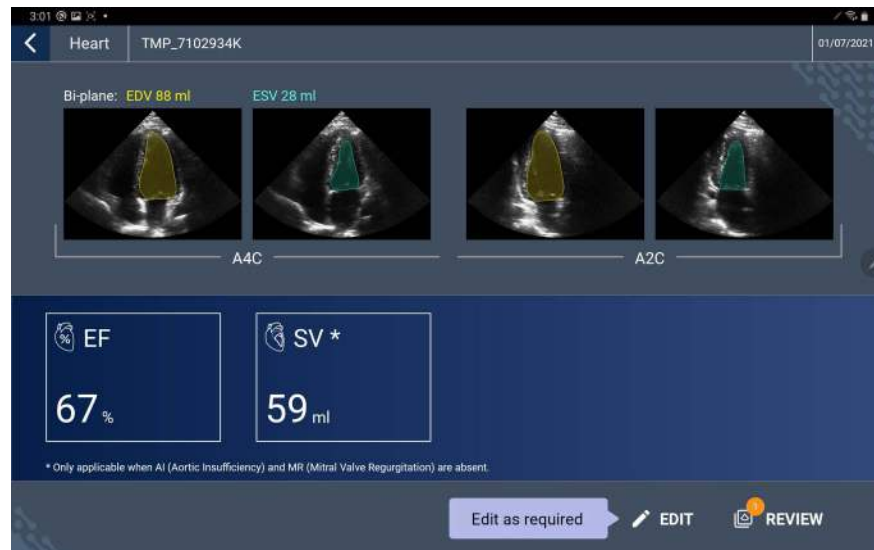 3:01
Heart TMP_7102934K 01/07/2021
Bi-plane: EDV 88 ml ESV 28 ml
A4C A2C
% EF SV *
67 % 59 ml
* Only applicable when AI (Aortic Insufficiency) and MR (Mitral Valve Regurgitation) are absent.
Edit as required EDIT 1 REVIEW